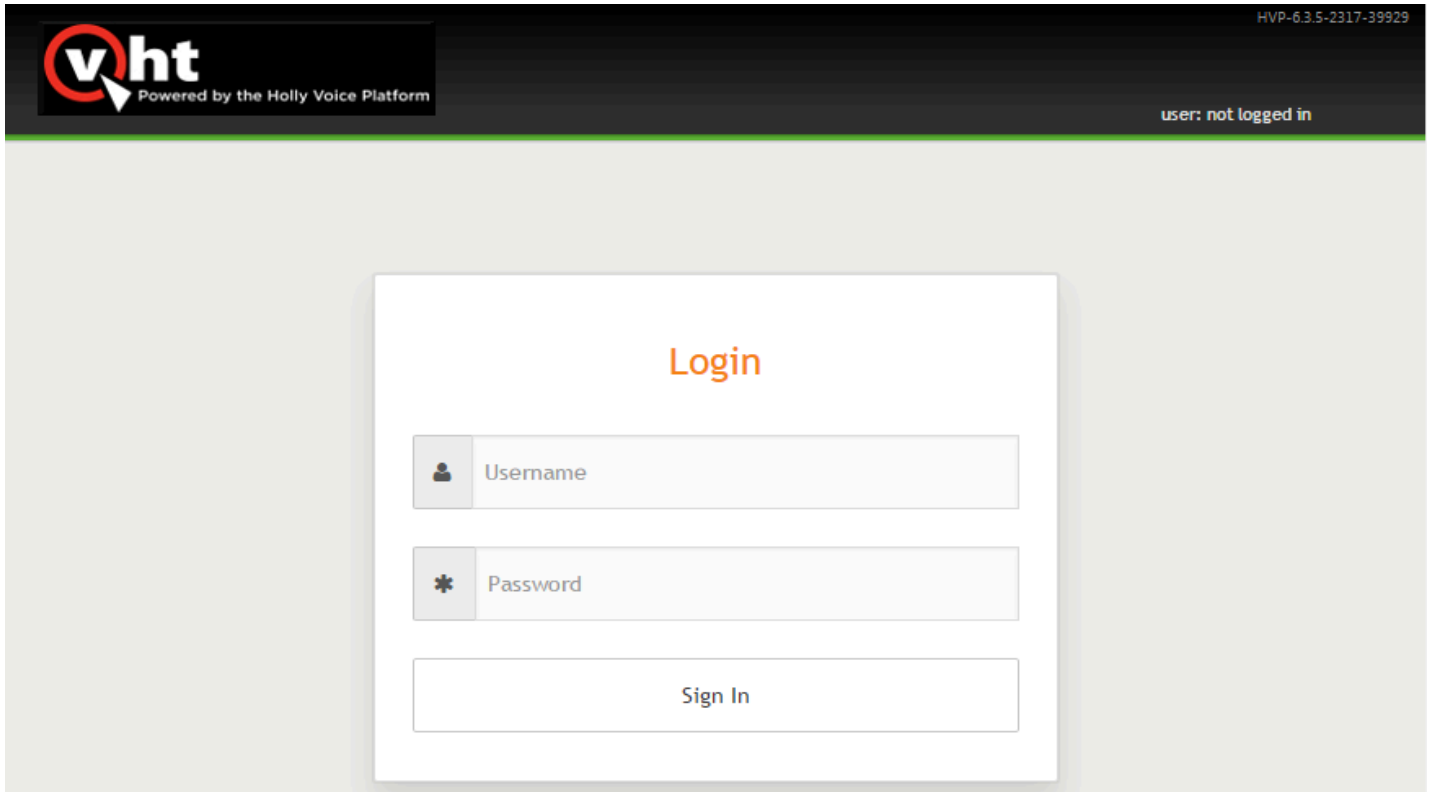 HVP-6.3.5-2317-39929
vht
Powered by the Holly Voice Platform
user: not logged in
Login
Username
Password
Sign In